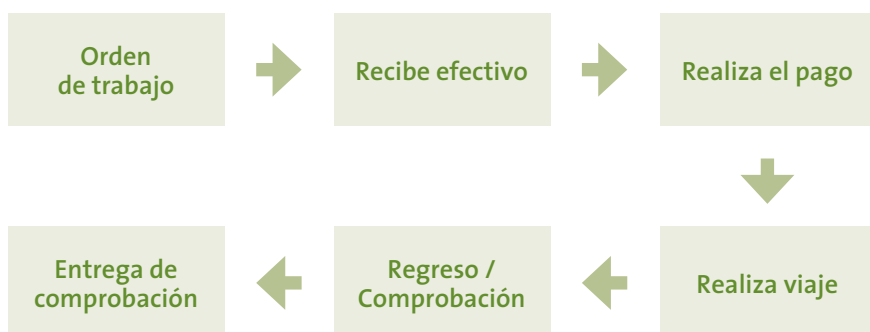 Orden
de trabajo
Recibe efectivo
Realiza el pago
Realiza viaje
Regreso /
Comprobación
Entrega de
comprobación